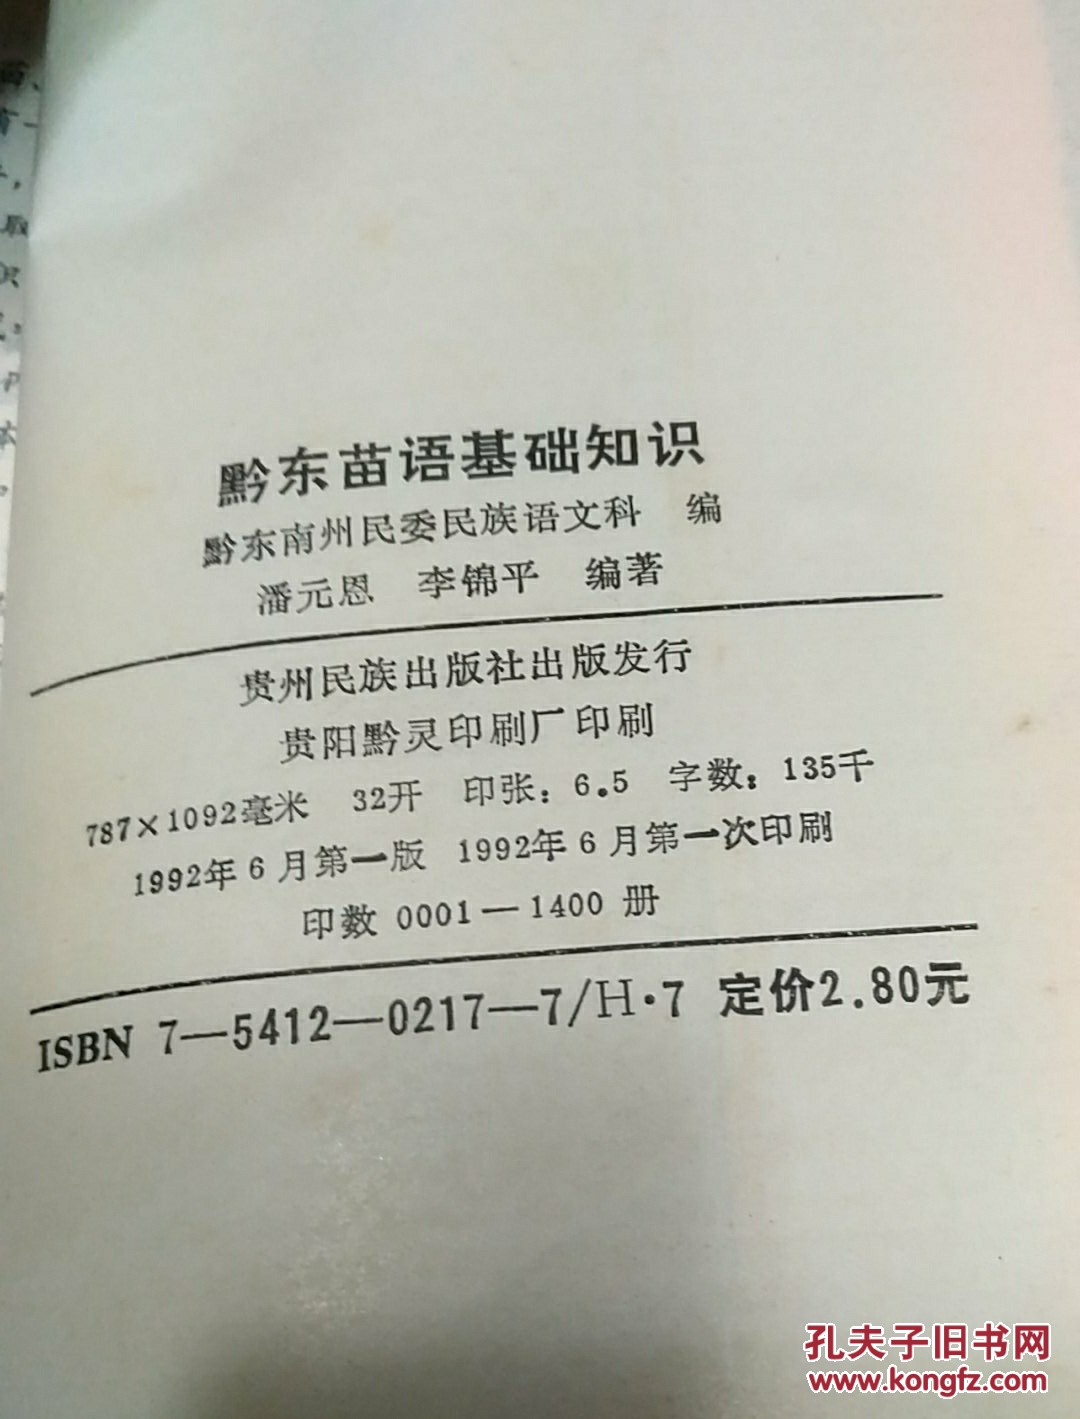 黔东苗语基础知识
黔东南州民委民族语文科 编
潘元恩 李锦平 编著
贵州民族出版社出版发行
贵阳黔灵印刷厂印刷
787×1092毫米 32开 印张：6.5 字数：135千
1992年6月第一版 1992年6月第一次印刷
印数 0001—1400 册
ISBN 7—5412—0217—7/H·7 定价2.80元
孔夫子旧书网
www.kongfz.com